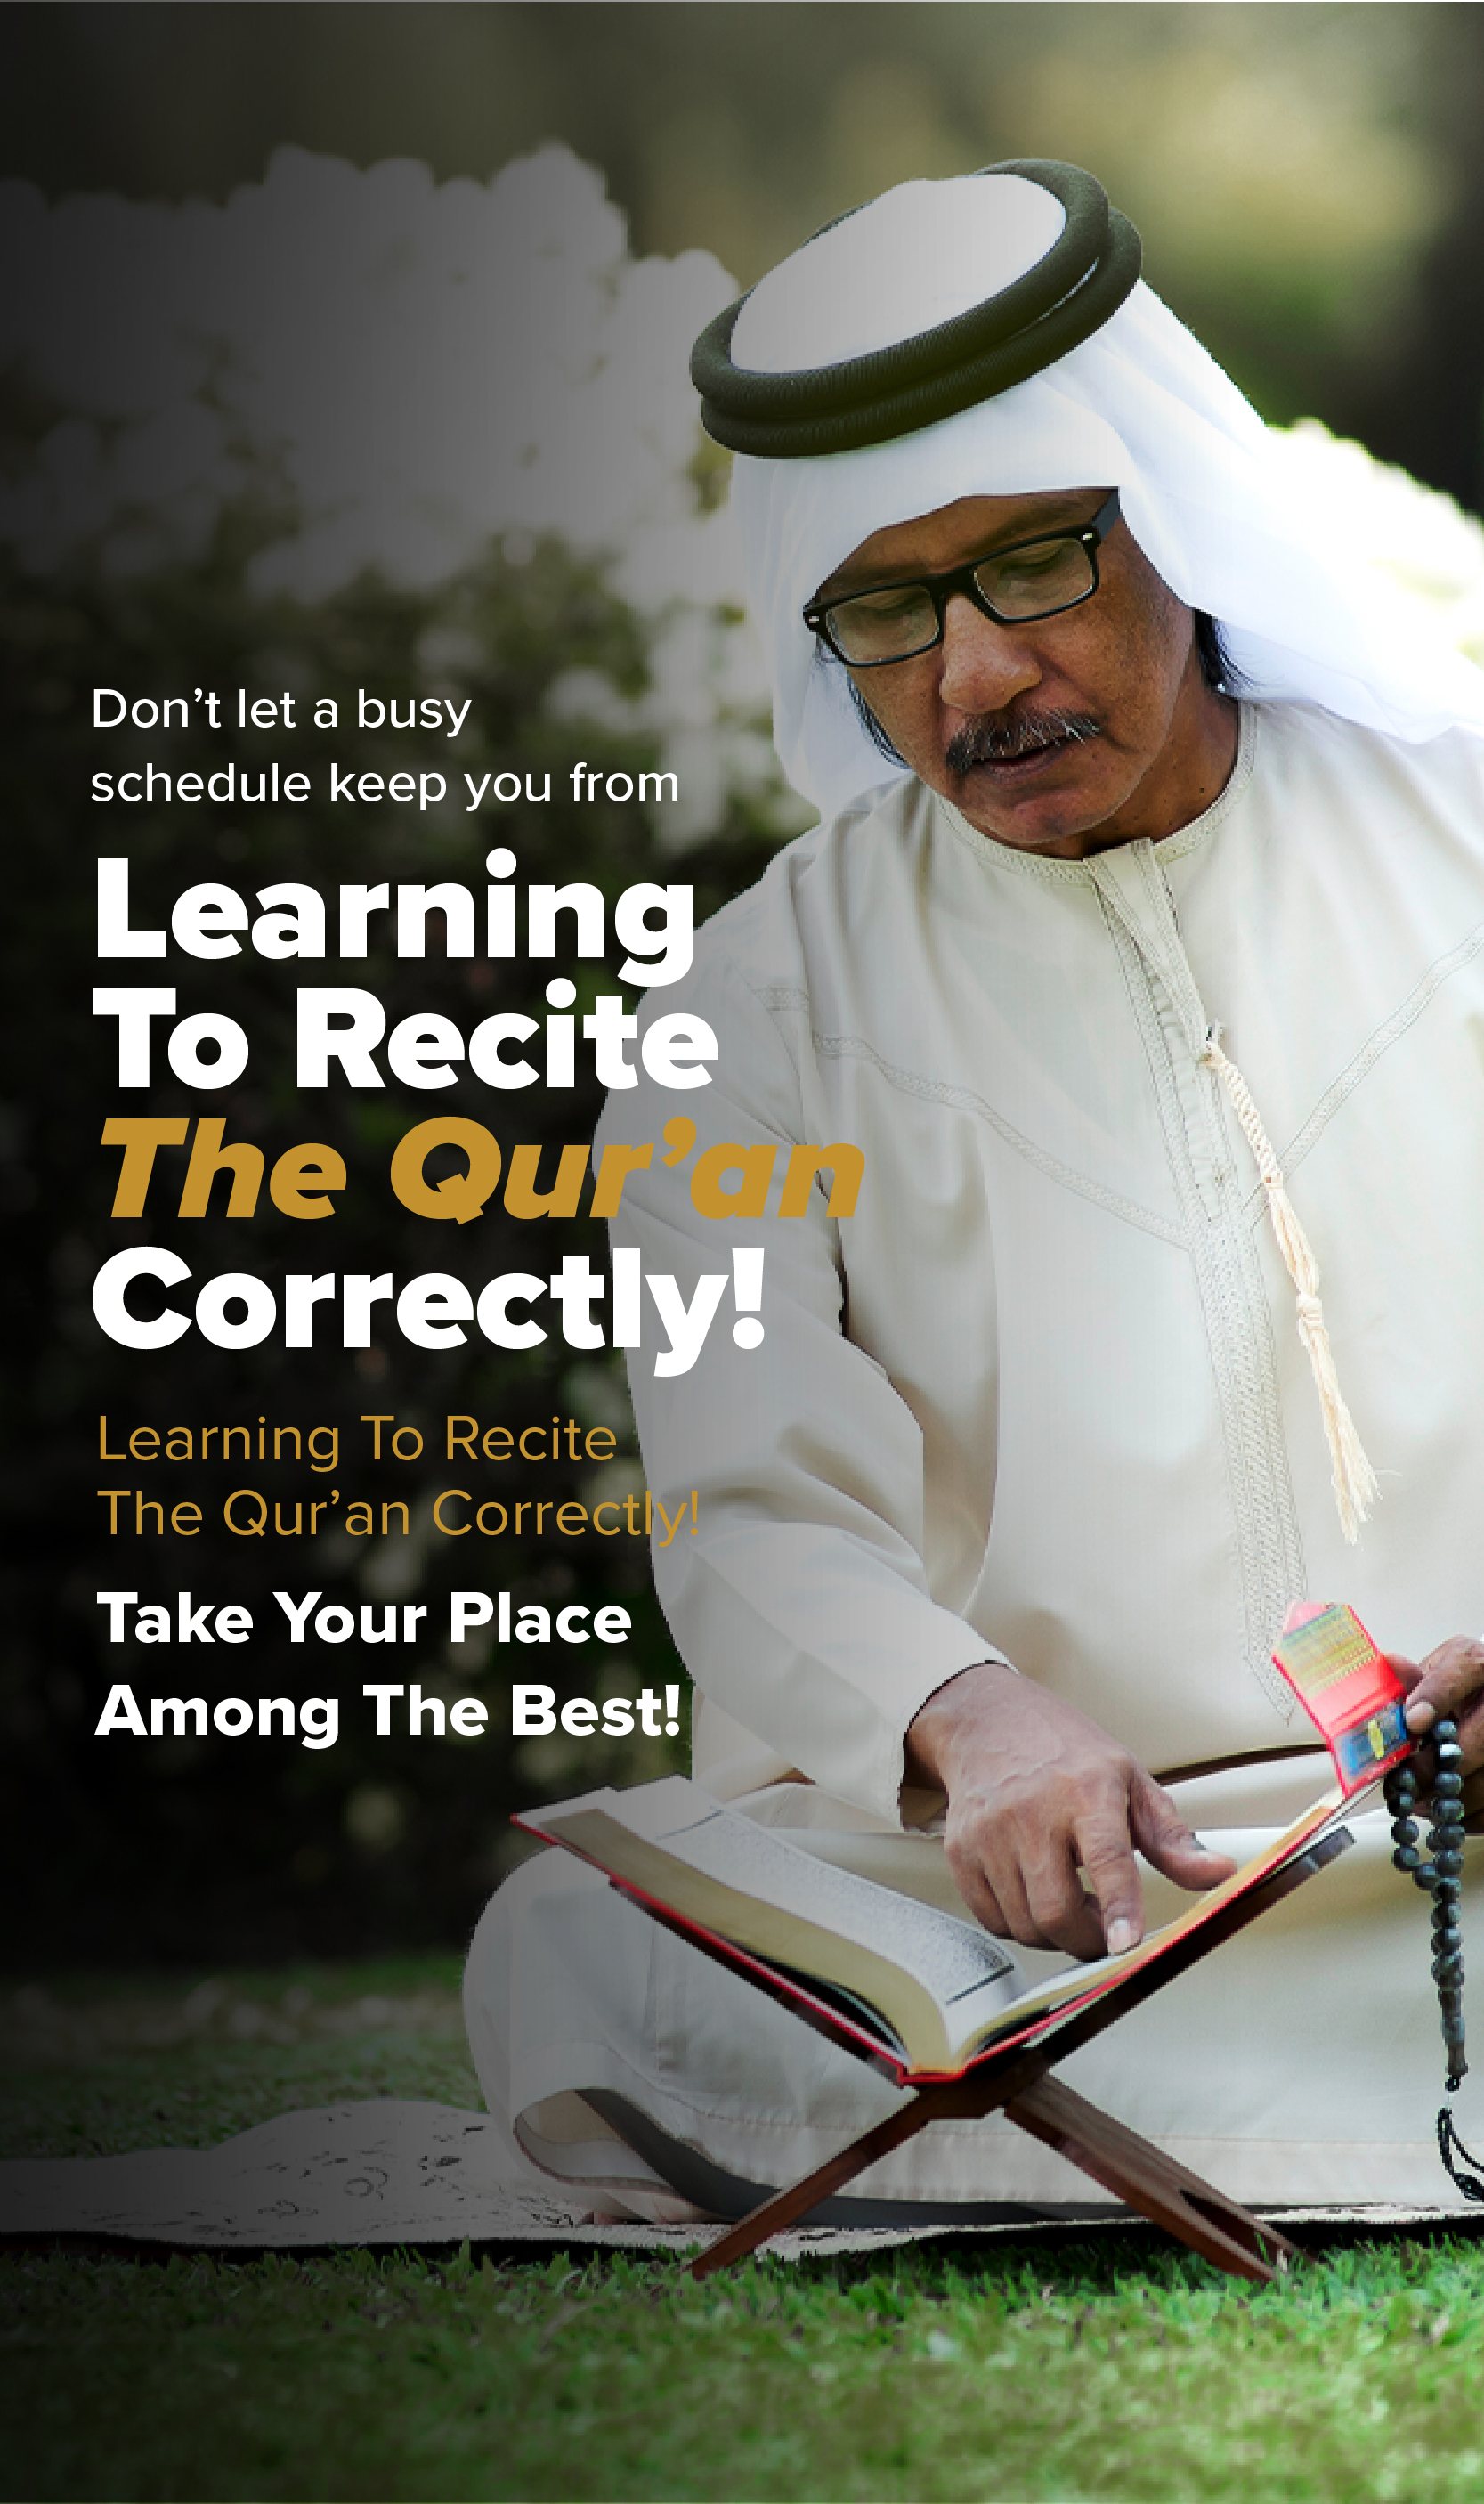 Don’t let a busy
schedule keep you from
Learning
To Recite
The Qur’an
Correctly!
Learning To Recite
The Qur’an Correctly!
Take Your Place
Among The Best!